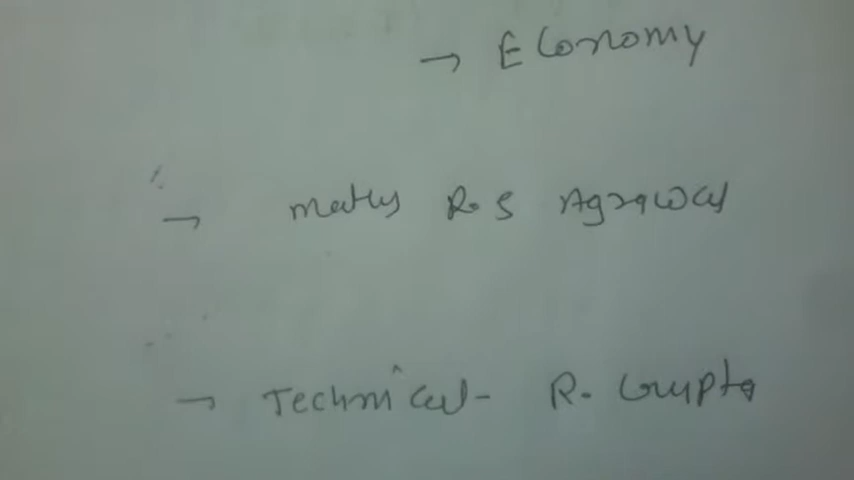 → Economy
→ maths R.S Agrawal
→ Technical - R. Gupta